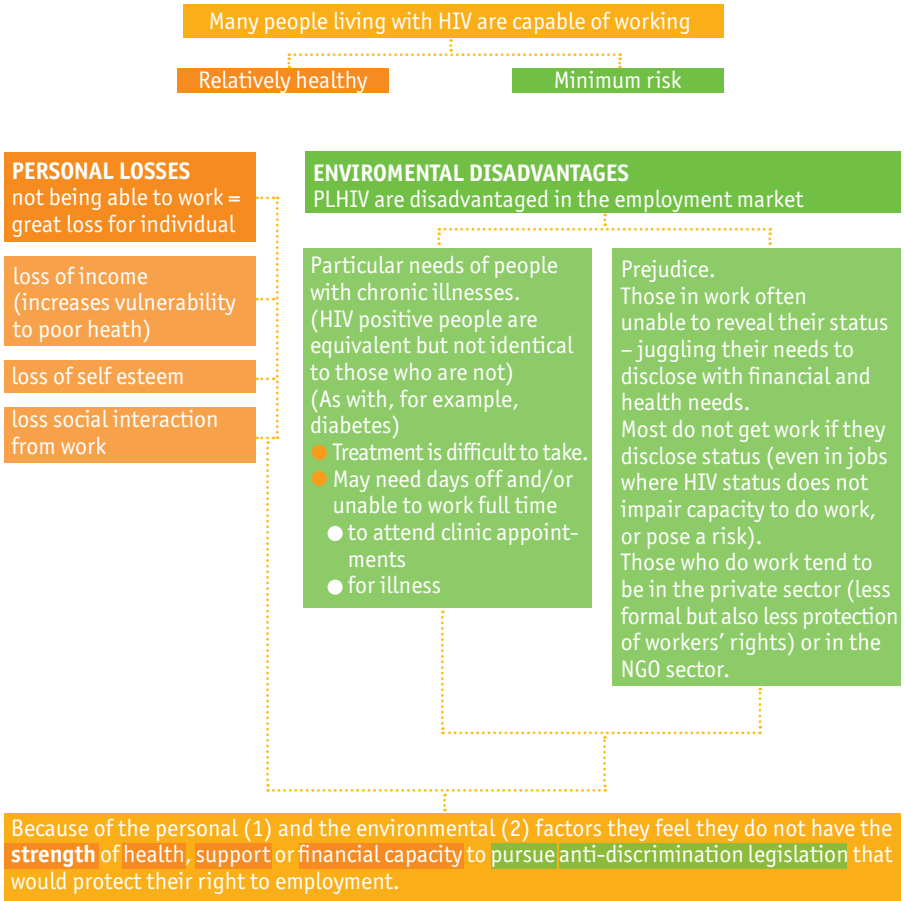 Many people living with HIV are capable of working
Relatively healthy
Minimum risk
PERSONAL LOSSES
not being able to work =
great loss for individual
loss of income
(increases vulnerability
to poor heath)
loss of self esteem
loss social interaction
from work
ENVIROMENTAL DISADVANTAGES
PLHIV are disadvantaged in the employment market
Particular needs of people
with chronic illnesses.
(HIV positive people are
equivalent but not identical
to those who are not)
(As with, for example,
diabetes)
● Treatment is difficult to take.
● May need days off and/or
unable to work full time
● to attend clinic appoint-
ments
● for illness
Prejudice.
Those in work often
unable to reveal their status
– juggling their needs to
disclose with financial and
health needs.
Most do not get work if they
disclose status (even in jobs
where HIV status does not
impair capacity to do work,
or pose a risk).
Those who do work tend to
be in the private sector (less
formal but also less protection
of workers’ rights) or in the
NGO sector.
Because of the personal (1) and the environmental (2) factors they feel they do not have the
strength of health, support or financial capacity to pursue anti-discrimination legislation that
would protect their right to employment.